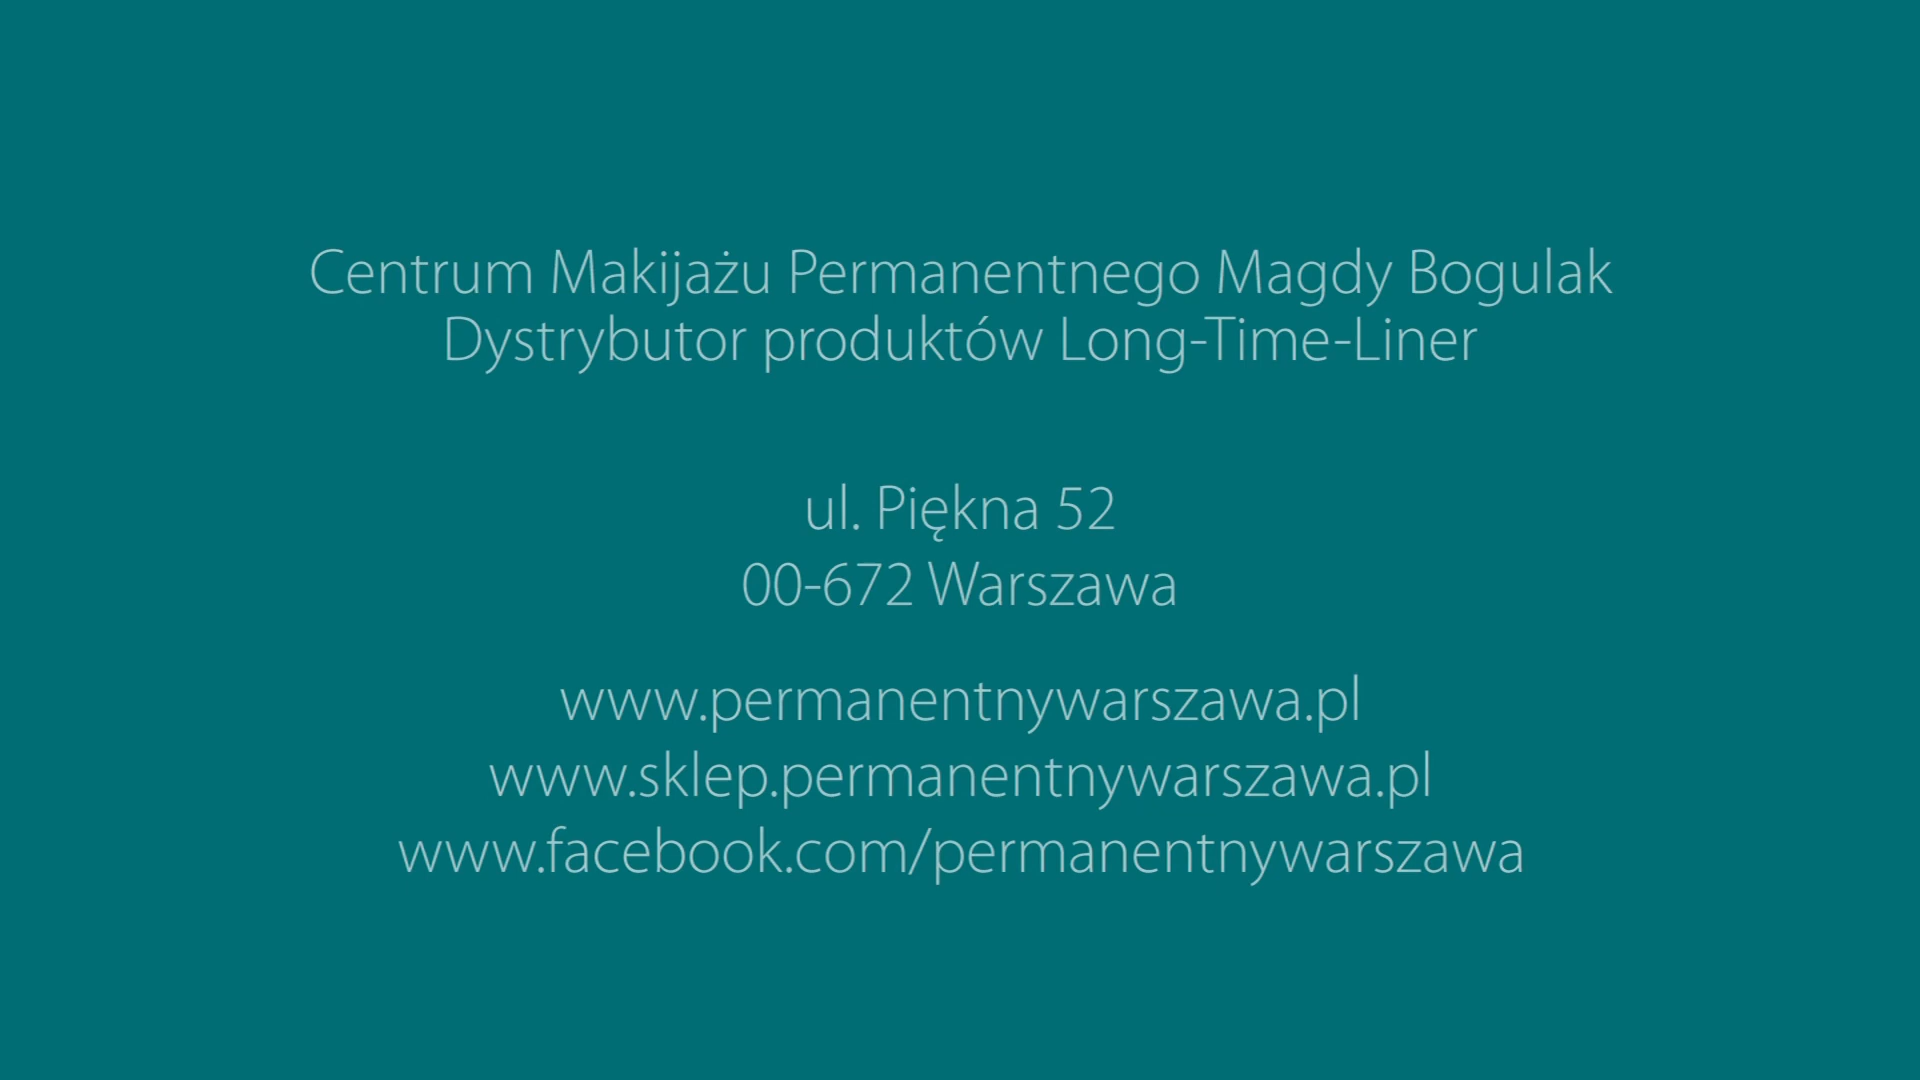 Centrum Makijażu Permanentnego Magdy Bogulak
Dystrybutor produktów Long-Time-Liner
ul. Piękna 52
00-672 Warszawa
www.permanentnywarszawa.pl
www.sklep.permanentnywarszawa.pl
www.facebook.com/permanentnywarszawa